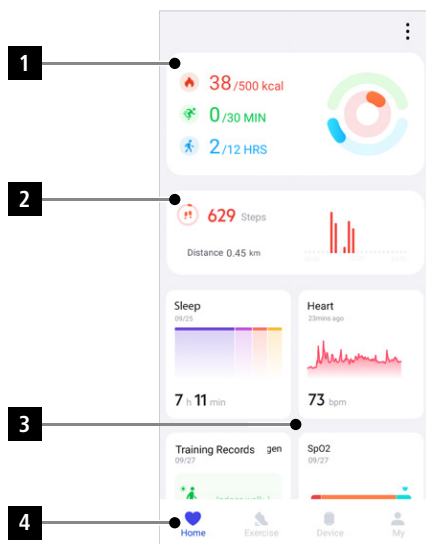 1
38/500 kcal
0/30 MIN
2/12 HRS
2
629 Steps
Distance 0.45 km
Sleep
09/25
7 h 11 min
Heart
23mins ago
73 bpm
3
Training Records gen
09/27
SpO2
09/27
4
Home
Exercise
Device
My